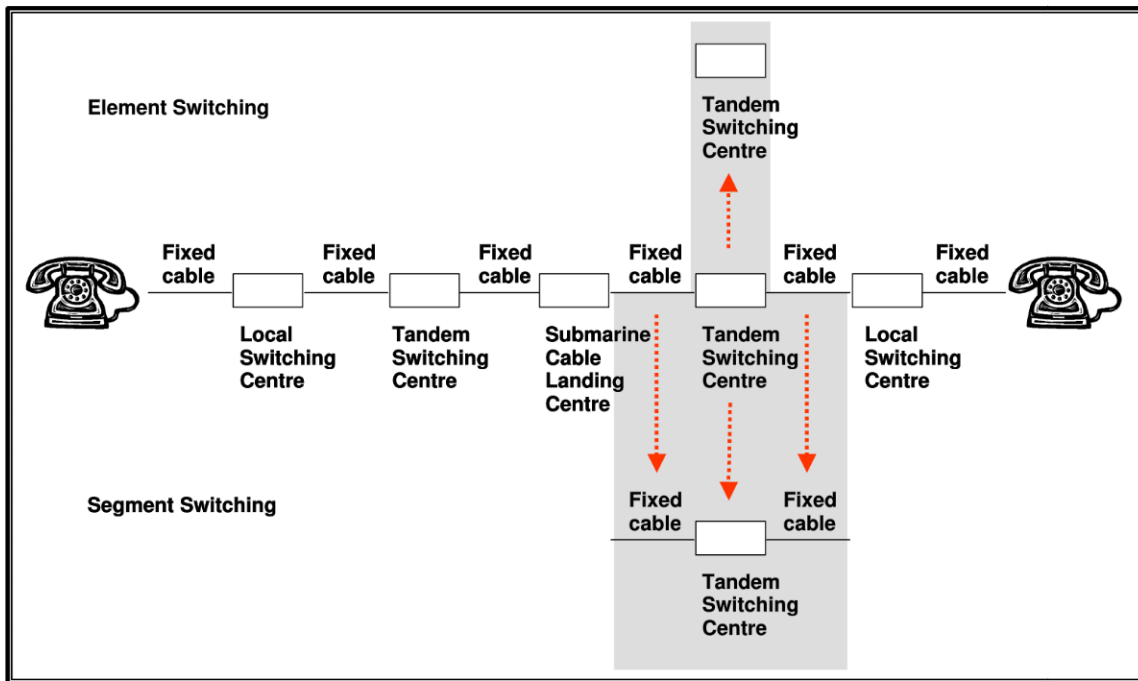 Element Switching
Tandem
Switching
Centre
Fixed
cable
Fixed
cable
Fixed
cable
Fixed
cable
Fixed
cable
Fixed
cable
Local
Switching
Centre
Tandem
Switching
Centre
Submarine
Cable
Landing
Centre
Tandem
Switching
Centre
Local
Switching
Centre
Segment Switching
Fixed
cable
Fixed
cable
Tandem
Switching
Centre